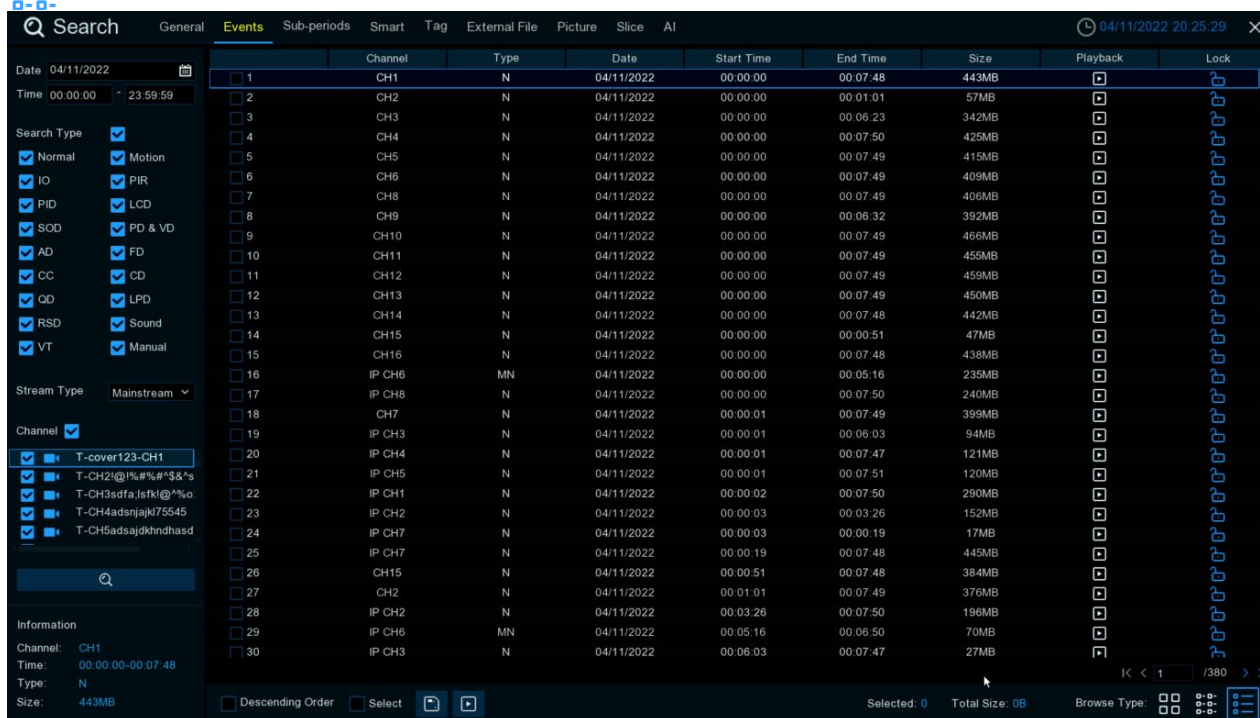 Search General Events Sub-periods Smart Tag External File Picture Slice AI 04/11/2022 20:25:29
Date 04/11/2022
Time 00:00:00 - 23:59:59
Search Type
Normal Motion
IO PIR
PID LCD
SOD PD & VD
AD FD
CC CD
QD LPD
RSD Sound
VT Manual
Stream Type Mainstream
Channel
T-cover123-CH1
T-CH2!@!%#%#^$&^s
T-CH3sdfa;lsfk!@^%o:
T-CH4adsnjajkl75545
T-CH5adsajdkhndhasd
Information
Channel: CH1
Time: 00:00:00-00:07:48
Type: N
Size: 443MB
Channel Type Date Start Time End Time Size Playback Lock
1 CH1 N 04/11/2022 00:00:00 00:07:48 443MB
2 CH2 N 04/11/2022 00:00:00 00:01:01 57MB
3 CH3 N 04/11/2022 00:00:00 00:06:23 342MB
4 CH4 N 04/11/2022 00:00:00 00:07:50 425MB
5 CH5 N 04/11/2022 00:00:00 00:07:49 415MB
6 CH6 N 04/11/2022 00:00:00 00:07:49 409MB
7 CH8 N 04/11/2022 00:00:00 00:07:49 406MB
8 CH9 N 04/11/2022 00:00:00 00:06:32 392MB
9 CH10 N 04/11/2022 00:00:00 00:07:49 466MB
10 CH11 N 04/11/2022 00:00:00 00:07:49 455MB
11 CH12 N 04/11/2022 00:00:00 00:07:49 459MB
12 CH13 N 04/11/2022 00:00:00 00:07:49 450MB
13 CH14 N 04/11/2022 00:00:00 00:07:48 442MB
14 CH15 N 04/11/2022 00:00:00 00:00:51 47MB
15 CH16 N 04/11/2022 00:00:00 00:07:48 438MB
16 IP CH6 MN 04/11/2022 00:00:00 00:05:16 235MB
17 IP CH8 N 04/11/2022 00:00:00 00:07:50 240MB
18 CH7 N 04/11/2022 00:00:01 00:07:49 399MB
19 IP CH3 N 04/11/2022 00:00:01 00:06:03 94MB
20 IP CH4 N 04/11/2022 00:00:01 00:07:47 121MB
21 IP CH5 N 04/11/2022 00:00:01 00:07:51 120MB
22 IP CH1 N 04/11/2022 00:00:02 00:07:50 290MB
23 IP CH2 N 04/11/2022 00:00:03 00:03:26 152MB
24 IP CH7 N 04/11/2022 00:00:03 00:00:19 17MB
25 IP CH7 N 04/11/2022 00:00:19 00:07:48 445MB
26 CH15 N 04/11/2022 00:00:51 00:07:48 384MB
27 CH2 N 04/11/2022 00:01:01 00:07:49 376MB
28 IP CH2 N 04/11/2022 00:03:26 00:07:50 196MB
29 IP CH6 MN 04/11/2022 00:05:16 00:06:50 70MB
30 IP CH3 N 04/11/2022 00:06:03 00:07:47 27MB
1 /380
Descending Order Select Selected: 0 Total Size: 0B Browse Type: